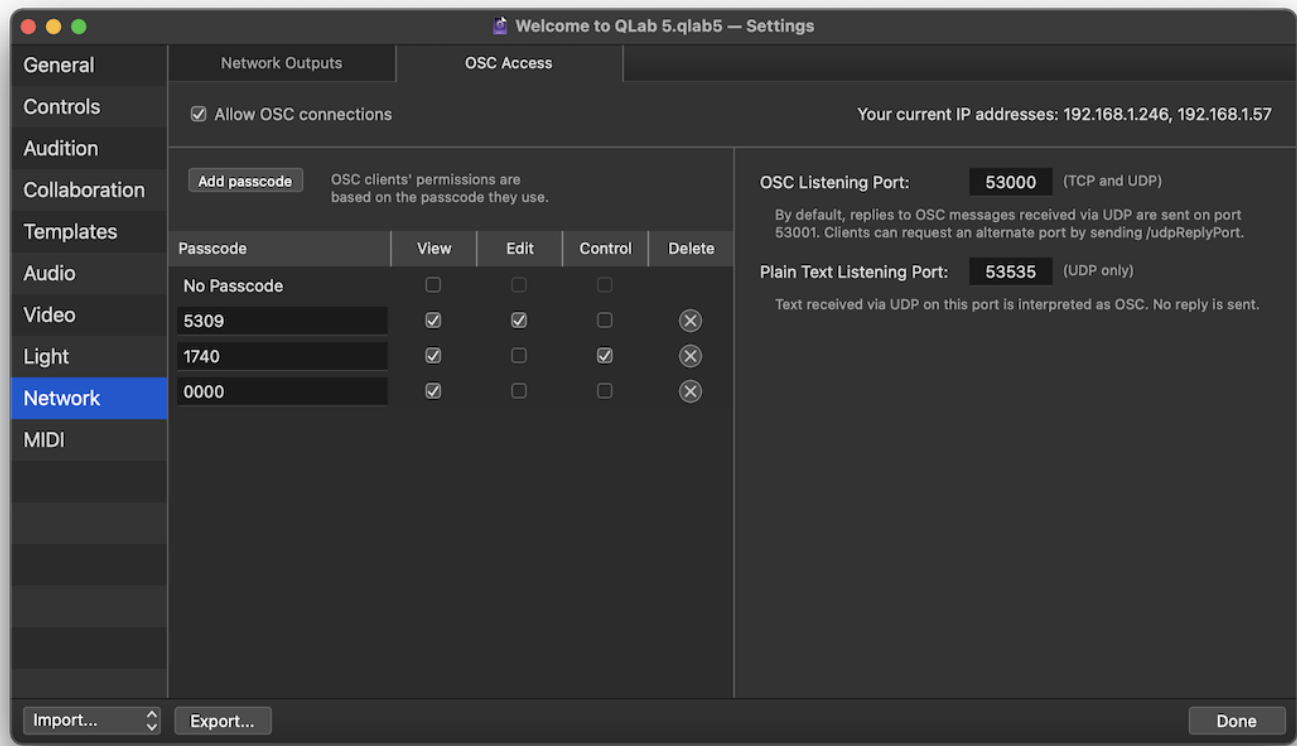 Welcome to QLab 5.qlab5 — Settings
General
Controls
Audition
Collaboration
Templates
Audio
Video
Light
Network
MIDI
Network Outputs
OSC Access
Allow OSC connections
Your current IP addresses: 192.168.1.246, 192.168.1.57
Add passcode
OSC clients' permissions are
based on the passcode they use.
Passcode View Edit Control Delete
No Passcode
5309
1740
0000
OSC Listening Port: 53000 (TCP and UDP)
By default, replies to OSC messages received via UDP are sent on port
53001. Clients can request an alternate port by sending /udpReplyPort.
Plain Text Listening Port: 53535 (UDP only)
Text received via UDP on this port is interpreted as OSC. No reply is sent.
Import...
Export...
Done